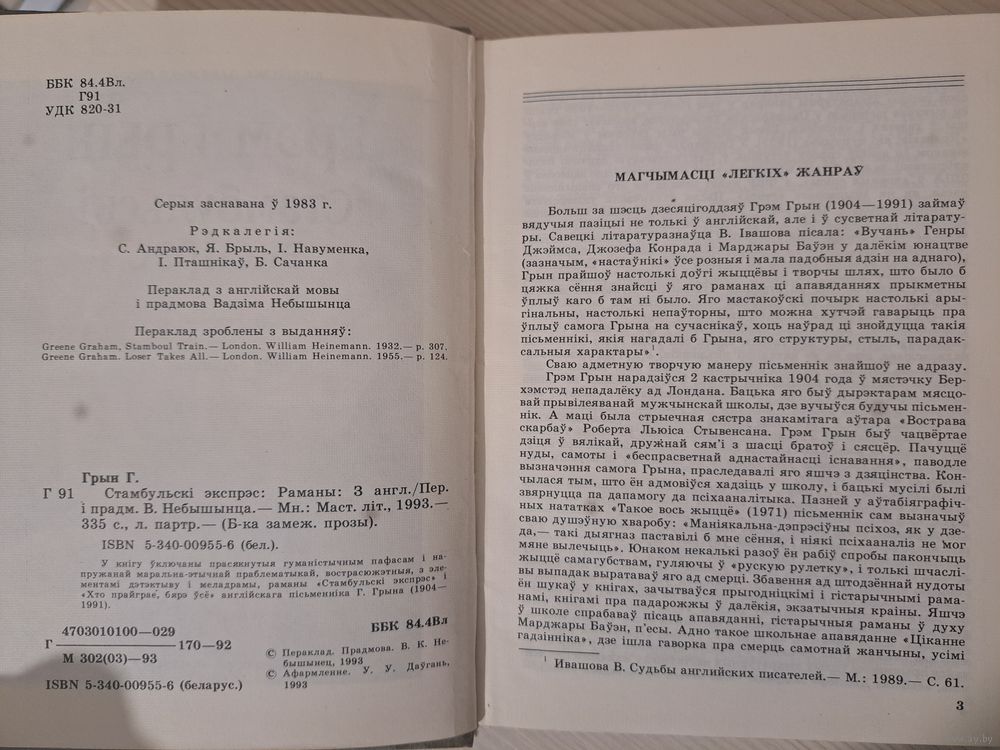 ББК 84.4Вл.
Г91
УДК 820-31
Серыя заснавана ў 1983 г.
Рэдкалегія:
С. Андраюк, Я. Брыль, І. Навуменка,
І. Пташнікаў, Б. Сачанка
Пераклад з англійскай мовы
і прадмова Вадзіма Небышынца
Пераклад зроблены з выданняў:
Greene Graham. Stamboul Train.— London. William Heinemann. 1932.— p. 307.
Greene Graham. Loser Takes All.— London. William Heinemann. 1955.— p. 124.
Грын Г.
Г 91 Стамбульскі экспрэс: Раманы: З англ./Пер.
і прадм. В. Небышынца.— Мн.: Маст. літ., 1993.—
335 с., л. партр.— (Б-ка замеж. прозы).
ISBN 5-340-00955-6 (бел.).
У кнігу ўключаны прасякнутыя гуманістычным пафасам і на-
пружанай маральна-этычнай праблематыкай, вострасюжэтныя, з эле-
ментамі дэтэктыву і меладрамы раманы «Стамбульскі экспрэс» і
«Хто прайграе, бярэ ўсё» англійскага пісьменніка Г. Грына (1904—
1991).
ББК 84.4Вл
4703010100—029
Г ———————— 170—92
М 302(03)—93
ISBN 5-340-00955-6 (беларус.)
© Пераклад. Прадмова. В. К. Не-
бышынец, 1993
© Афармленне. У. У. Даўгань,
1993
МАГЧЫМАСЦІ «ЛЕГКІХ» ЖАНРАЎ
Больш за шэсць дзесяцігоддзяў Грэм Грын (1904—1991) займаў
вядучыя пазіцыі не толькі ў англійскай, але і ў сусветнай літарату-
ры. Савецкі літаратуразнаўца В. Івашова пісала: «Вучань» Генры
Джэймса, Джозефа Конрада і Марджары Баўэн у далёкім юнацтве
(зазначым, «настаўнікі» ўсе розныя і мала падобныя адзін на аднаго),
Грын прайшоў настолькі доўгі жыццёвы і творчы шлях, што было б
цяжка сёння знайсці ў яго раманах ці апавяданнях прыкметны
ўплыў каго б там ні было. Яго мастакоўскі почырк настолькі ары-
гінальны, настолькі непаўторны, што можна хутчэй гаварыць пра
ўплыў самога Грына на сучаснікаў, хоць наўрад ці знойдуцца такія
пісьменнікі, якія нагадалі б Грына, яго структуры, стыль, парадак-
сальныя характары»¹.
Сваю адметную творчую манеру пісьменнік знайшоў не адразу.
Грэм Грын нарадзіўся 2 кастрычніка 1904 года ў мястэчку Бер-
хэмстэд непадалёку ад Лондана. Бацька яго быў дырэктарам мясцо-
вай прывілеяванай мужчынскай школы, дзе вучыўся будучы пісьмен-
нік. А маці была стрыечная сястра знакамітага аўтара «Вострава
скарбаў» Роберта Льюіса Стывенсана. Грэм Грын быў чацвёртае
дзіця ў вялікай, дружнай сям'і з шасці братоў і сясцёр. Пачуццё
нуды, самоты і «беспрасветнай аднастайнасці існавання», паводле
вызначэння самога Грына, праследавалі яго яшчэ з дзяцінства. Кон-
чылася тым, што ён адмовіўся хадзіць у школу, і бацькі мусілі былі
звярнуцца па дапамогу да псіхааналітыка. Пазней у аўтабіяграфіч-
ных нататках «Такое вось жыццё» (1971) пісьменнік сам вызначыў
сваю душэўную хваробу: «Маніякальна-дэпрэсіўны псіхоз, як у дзе-
да,— такі дыягназ паставілі б мне сёння, і ніякі псіхааналіз не мог
мяне вылечыць». Юнаком некалькі разоў ён рабіў спробы пакончыць
жыццё самагубствам, гуляючы ў «рускую рулетку», і толькі шчаслі-
вы выпадак выратаваў яго ад смерці. Збавення ад штодзённай нудоты
ён шукаў у кнігах, зачытваўся прыгодніцкімі і гістарычнымі рама-
намі, кнігамі пра падарожжы ў далёкія, экзатычныя краіны. Яшчэ
ў школе спрабаваў пісаць апавяданні, гістарычныя раманы ў духу
Марджары Баўэн, п'есы. Адно такое школьнае апавяданне «Ціканне
гадзінніка», дзе ішла гаворка пра смерць самотнай жанчыны, усімі
¹ Ивашова В. Судьбы английских писателей.— М.: 1989.— С. 61.
3